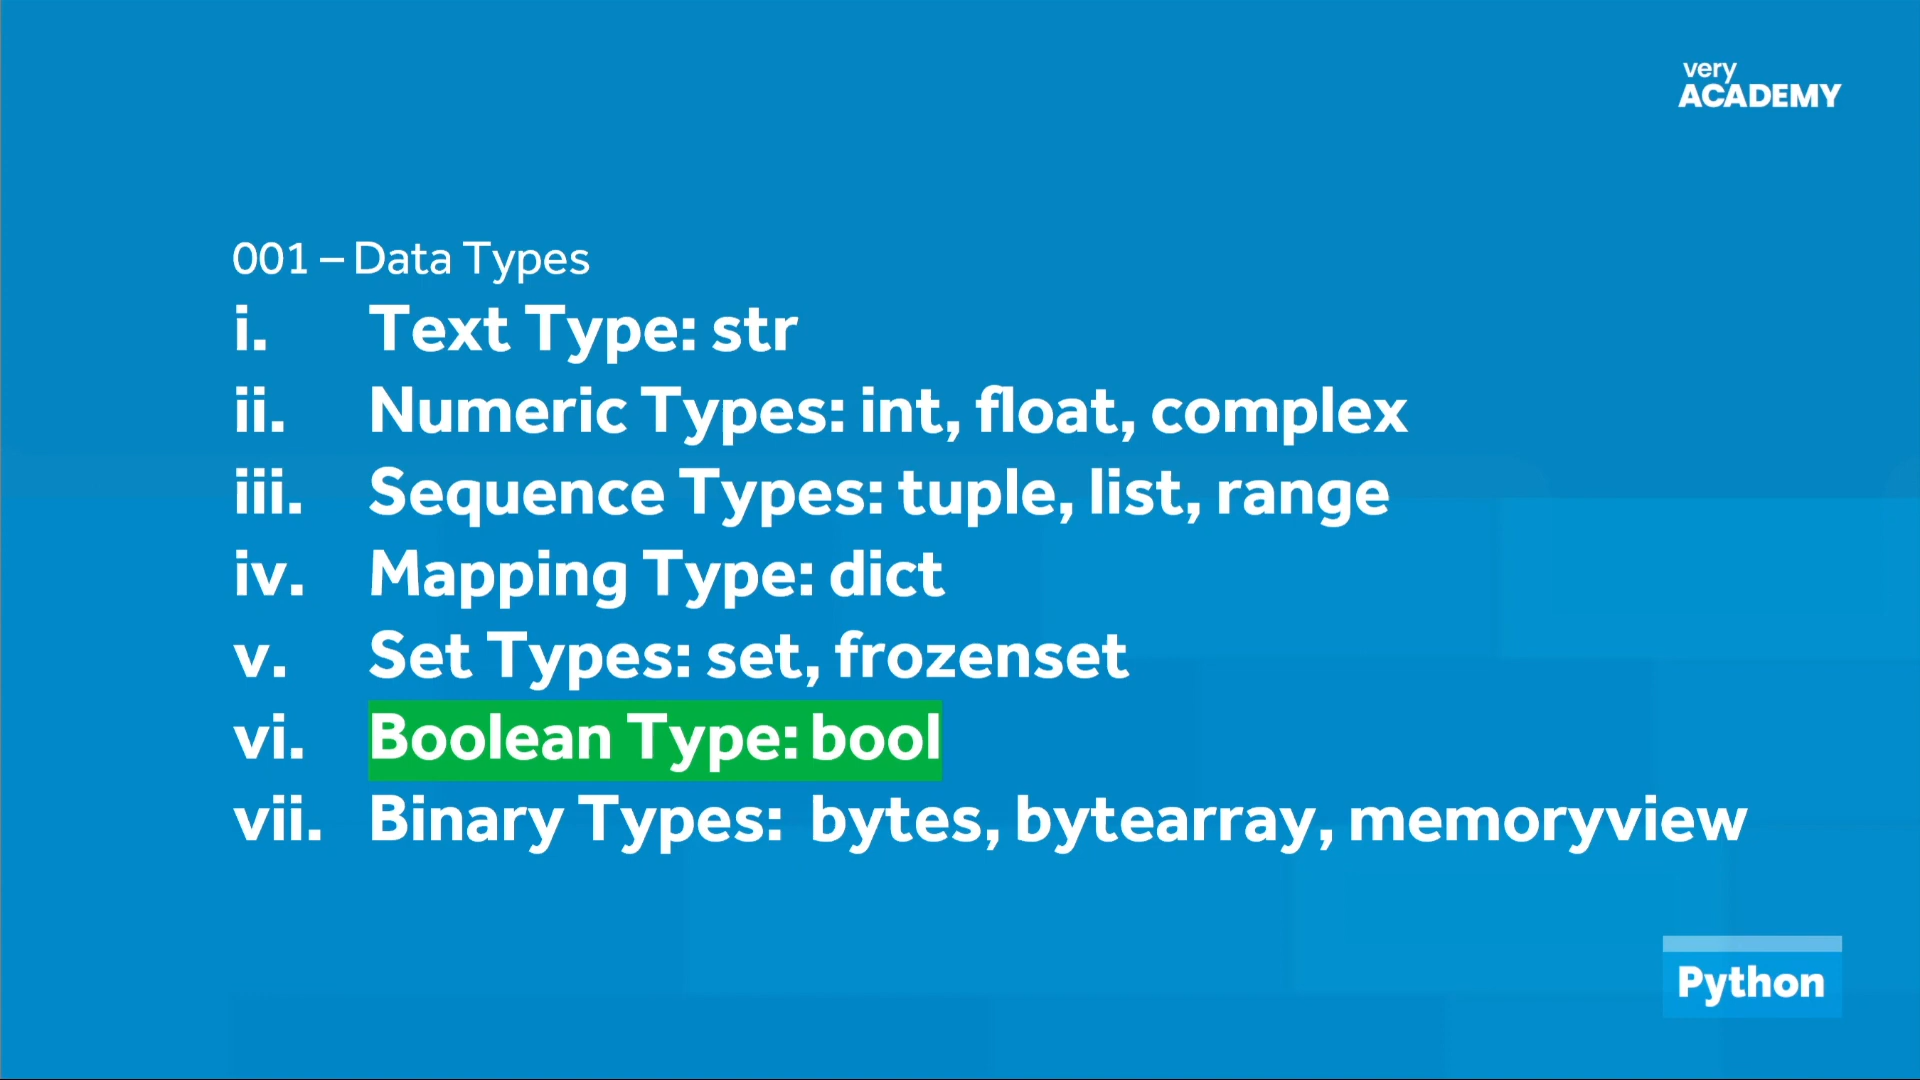 very
ACADEMY
001 – Data Types
i. Text Type: str
ii. Numeric Types: int, float, complex
iii. Sequence Types: tuple, list, range
iv. Mapping Type: dict
v. Set Types: set, frozenset
vi. Boolean Type: bool
vii. Binary Types: bytes, bytearray, memoryview
Python